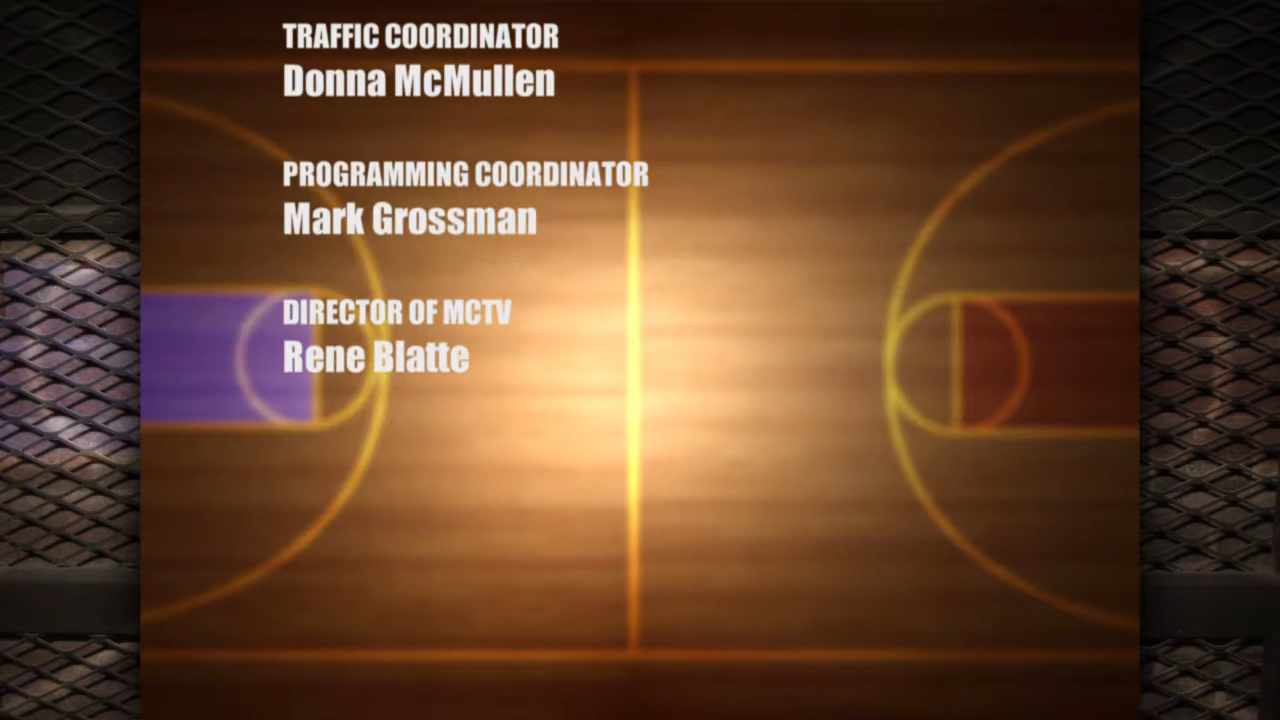 TRAFFIC COORDINATOR
Donna McMullen
PROGRAMMING COORDINATOR
Mark Grossman
DIRECTOR OF MCTV
Rene Blatte